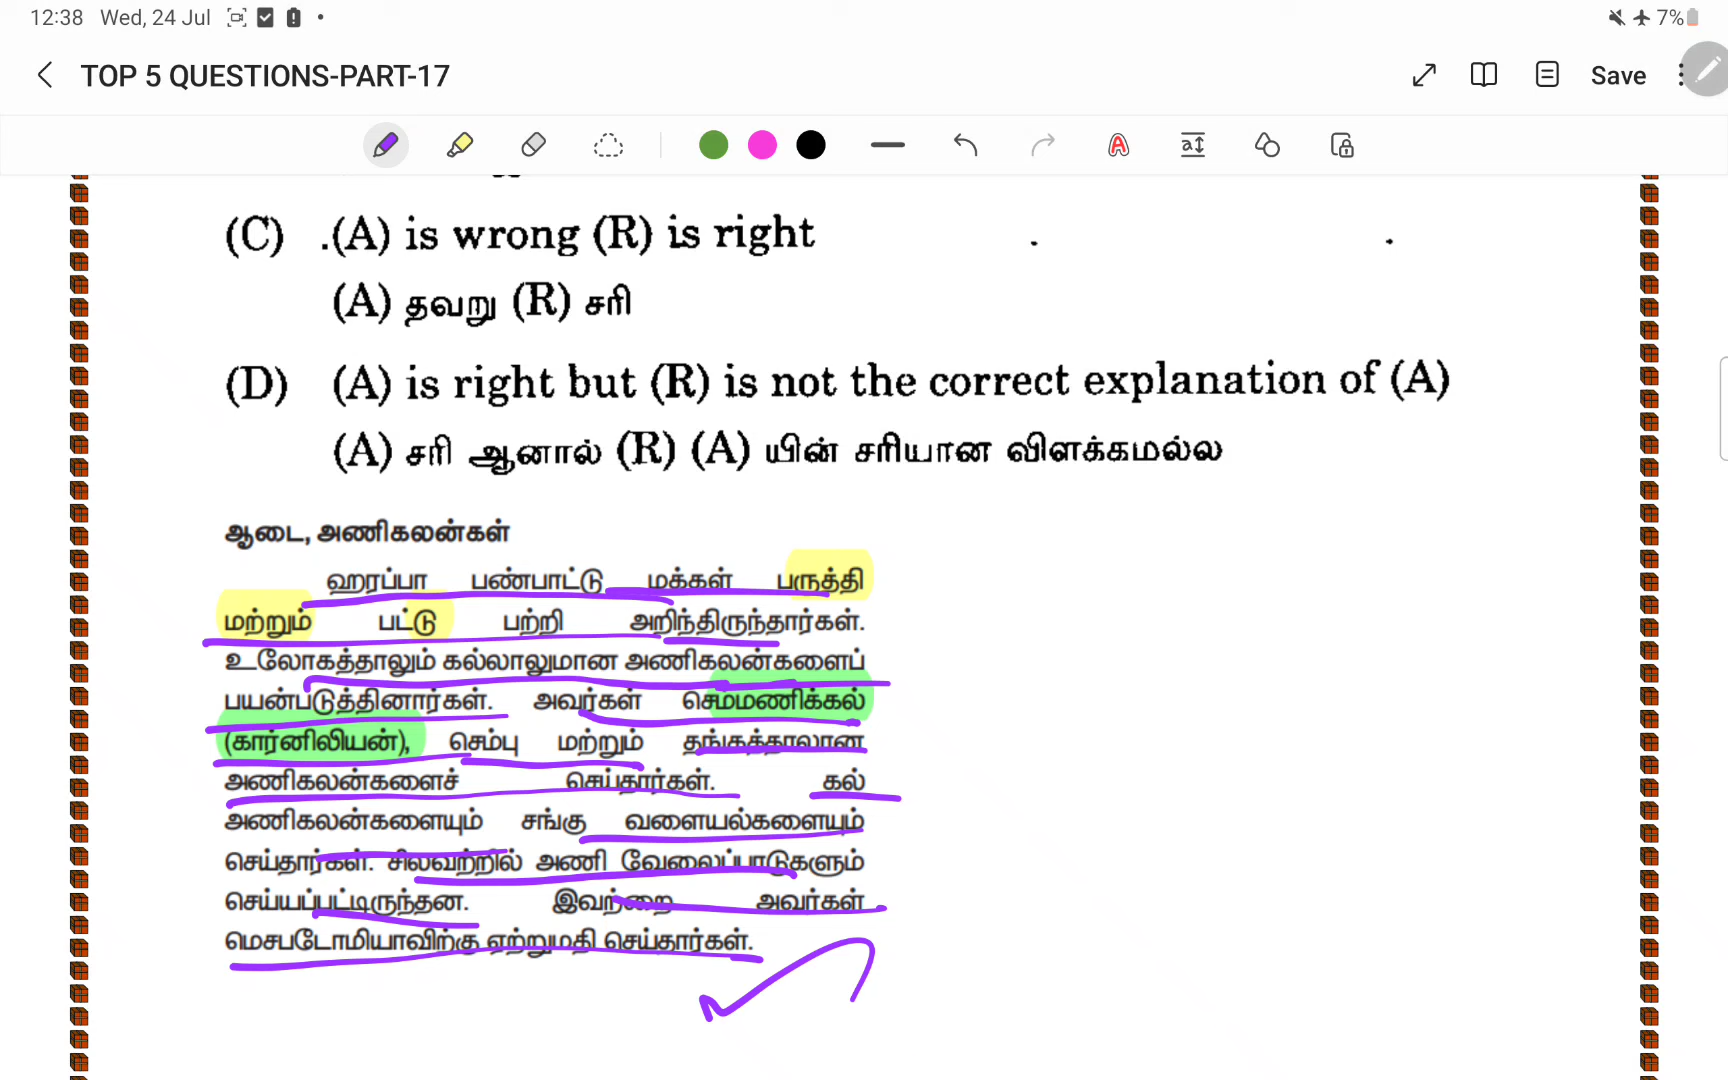 12:38 Wed, 24 Jul
7%
TOP 5 QUESTIONS-PART-17
Save
(C) .(A) is wrong (R) is right
(A) தவறு (R) சரி
(D) (A) is right but (R) is not the correct explanation of (A)
(A) சரி ஆனால் (R) (A) யின் சரியான விளக்கமல்ல
ஆடை, அணிகலன்கள்
ஹரப்பா பண்பாட்டு மக்கள் பருத்தி
மற்றும் பட்டு பற்றி அறிந்திருந்தார்கள்.
உலோகத்தாலும் கல்லாலுமான அணிகலன்களைப்
பயன்படுத்தினார்கள். அவர்கள் செம்மணிக்கல்
(கார்னிலியன்), செம்பு மற்றும் தங்கத்தாலான
அணிகலன்களைச் செய்தார்கள். கல்
அணிகலன்களையும் சங்கு வளையல்களையும்
செய்தார்கள். சிலவற்றில் அணி வேலைப்பாடுகளும்
செய்யப்பட்டிருந்தன. இவற்றை அவர்கள்
மெசபடோமியாவிற்கு ஏற்றுமதி செய்தார்கள்.